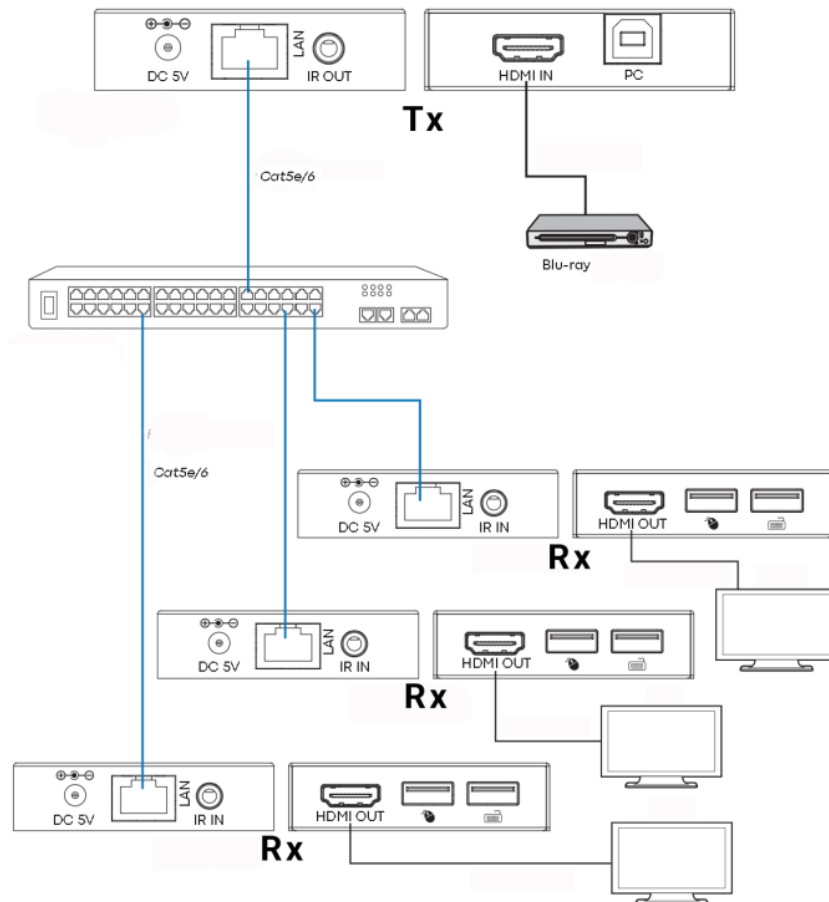 DC 5V
LAN
IR OUT
HDMI IN
PC
Tx
Cat5e/6
Blu-ray
Cat5e/6
DC 5V
LAN
IR IN
HDMI OUT
Rx
DC 5V
LAN
IR IN
HDMI OUT
Rx
DC 5V
LAN
IR IN
HDMI OUT
Rx